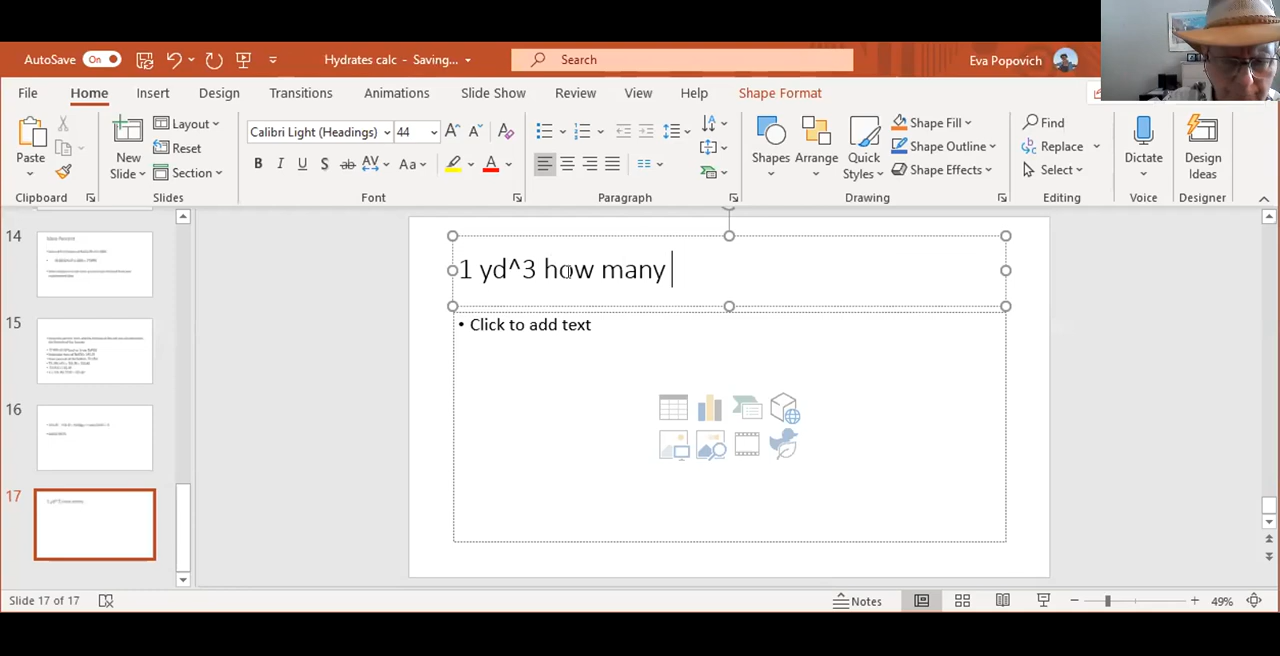 AutoSave On Hydrates calc - Saving... Search Eva Popovich
File Home Insert Design Transitions Animations Slide Show Review View Help Shape Format
Paste
Clipboard
New Slide
Layout
Reset
Section
Slides
Calibri Light (Headings) 44
B I U S ab AV Aa A
Font
Paragraph
Shapes
Arrange
Quick Styles
Shape Fill
Shape Outline
Shape Effects
Drawing
Find
Replace
Select
Editing
Dictate
Voice
Design Ideas
Designer
14
15
16
17
1 yd^3 how many
• Click to add text
Slide 17 of 17 Notes 49%